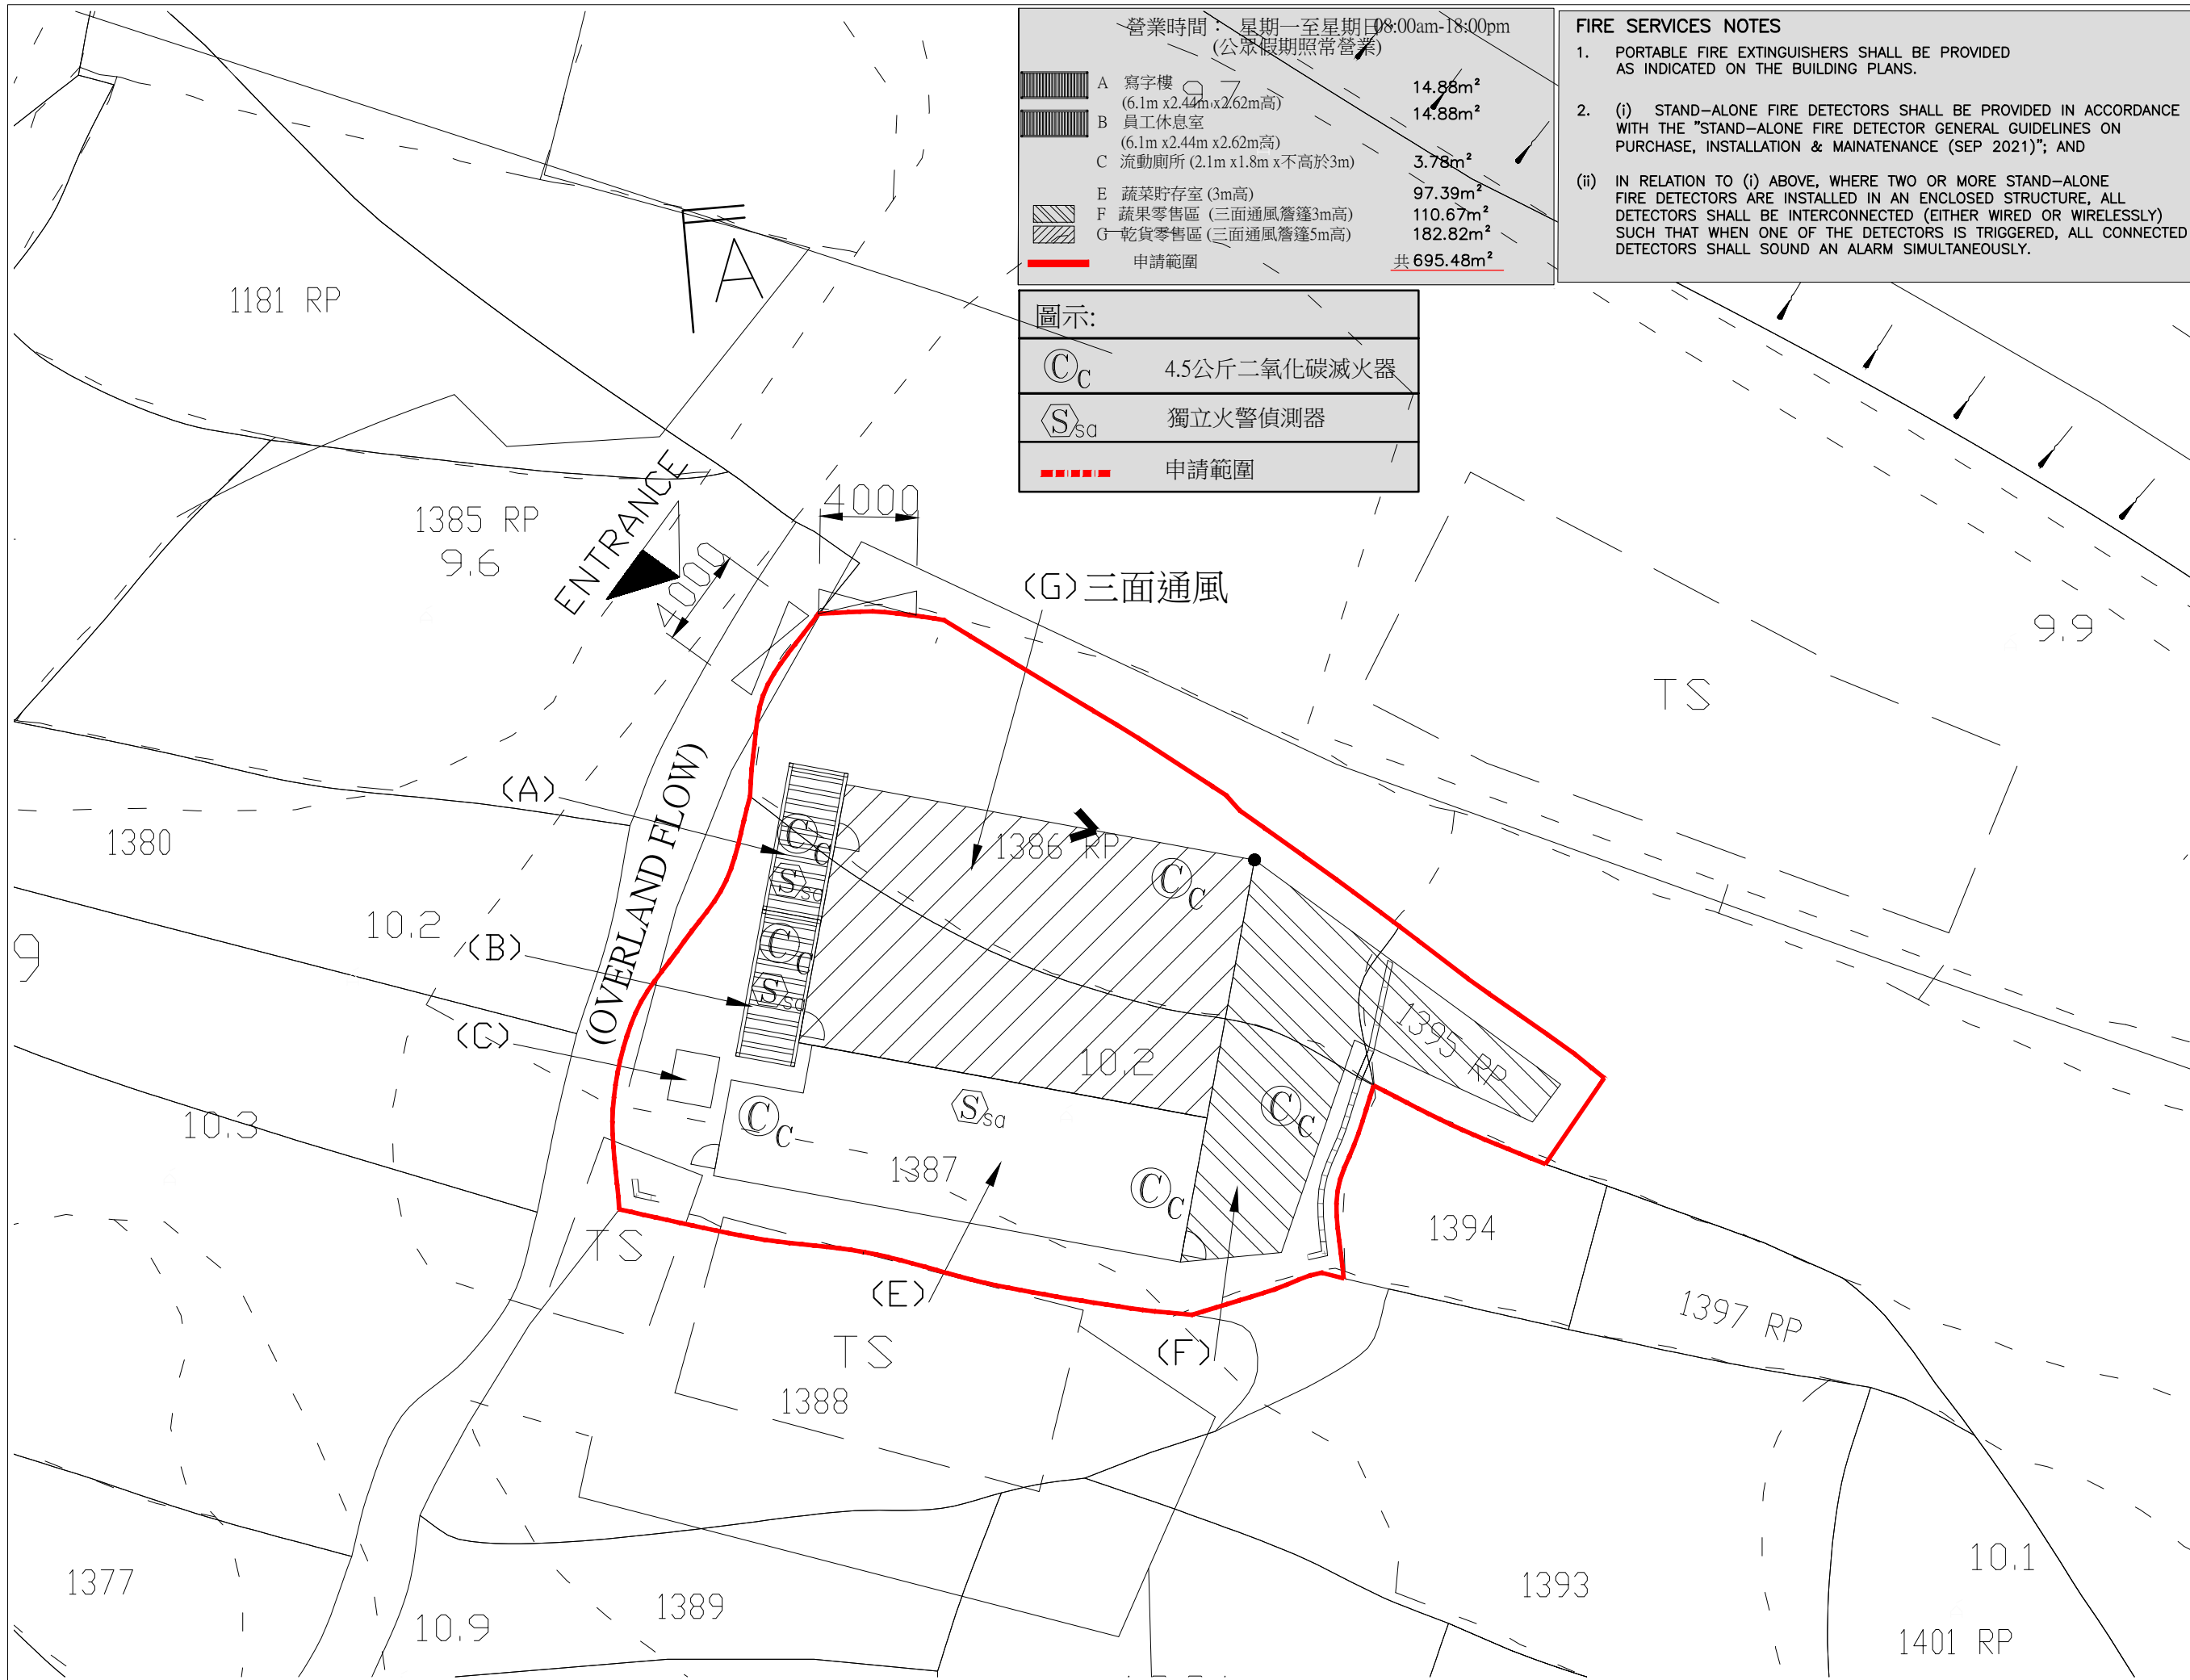 營業時間： 星期一至星期日08:00am-18:00pm
(公眾假期照常營業)
A 寫字樓 14.88m²
(6.1m x2.44m x2.62m高)
B 員工休息室 14.88m²
(6.1m x2.44m x2.62m高)
C 流動廁所 (2.1m x1.8m x不高於3m) 3.78m²
E 蔬菜貯存室 (3m高) 97.39m²
F 蔬果零售區 (三面通風簷篷3m高) 110.67m²
G 乾貨零售區 (三面通風簷篷5m高) 182.82m²
申請範圍 共 695.48m²
9.7
FIRE SERVICES NOTES
1. PORTABLE FIRE EXTINGUISHERS SHALL BE PROVIDED
AS INDICATED ON THE BUILDING PLANS.
2. (i) STAND-ALONE FIRE DETECTORS SHALL BE PROVIDED IN ACCORDANCE
WITH THE "STAND-ALONE FIRE DETECTOR GENERAL GUIDELINES ON
PURCHASE, INSTALLATION & MAINATENANCE (SEP 2021)"; AND
(ii) IN RELATION TO (i) ABOVE, WHERE TWO OR MORE STAND-ALONE
FIRE DETECTORS ARE INSTALLED IN AN ENCLOSED STRUCTURE, ALL
DETECTORS SHALL BE INTERCONNECTED (EITHER WIRED OR WIRELESSLY)
SUCH THAT WHEN ONE OF THE DETECTORS IS TRIGGERED, ALL CONNECTED
DETECTORS SHALL SOUND AN ALARM SIMULTANEOUSLY.
圖示:
C C 4.5公斤二氧化碳滅火器
S sa 獨立火警偵測器
申請範圍
A
1181 RP
1385 RP
9.6
ENTRANCE
4000
4000
(G)三面通風
9.9
TS
(OVERLAND FLOW)
(A)
1380
C C
1386 RP
S sa
C C
10.2
(B)
9
C C
S sa
(C)
1395 RP
10.2
10.3
C C
S sa
C C
1387
C C
1394
TS
(E)
1397 RP
TS
(F)
1388
1377
1389
10.9
1393
10.1
1401 RP